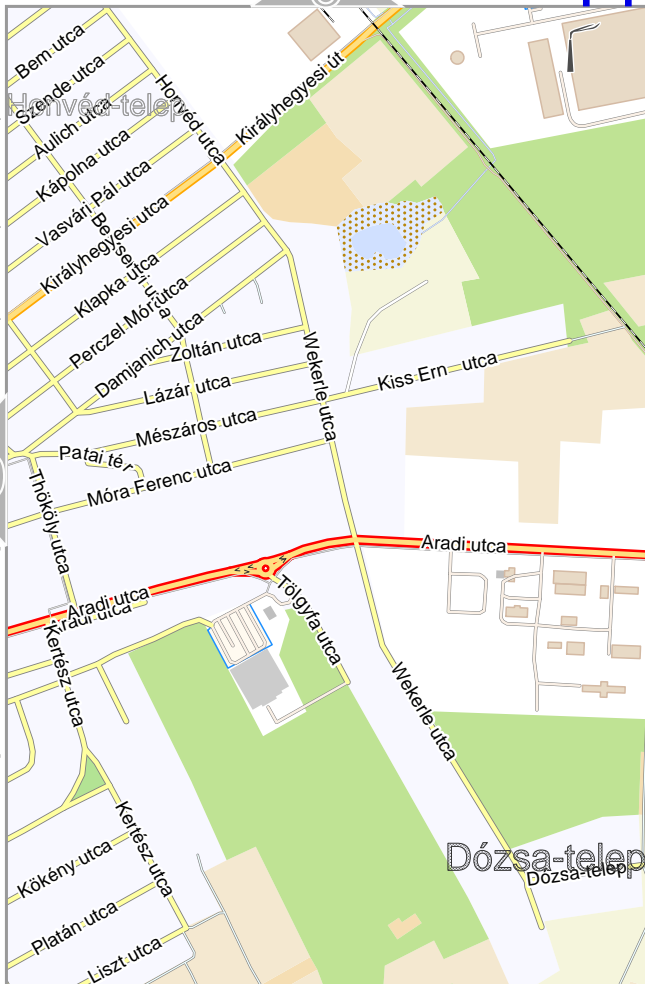 Bem utca
Szende utca
Honvéd-telep
Aulich utca
Honvéd utca
Királyhegyesi út
Kápolna utca
Vasvári Pál utca
Királyhegyesi utca
Klapka utca
Perczel Mór utca
Damjanich utca
Zoltán utca
Wekerle utca
Lázár utca
Kiss Ern utca
Mészáros utca
Patai tér
Móra Ferenc utca
Thököly utca
Aradi utca
Aradi utca
Aradi utca
Tölgyfa utca
Kertész utca
Wekerle utca
Kertész utca
Kökény utca
Dózsa-telep
Dózsa-telep
Platán utca
Liszt utca